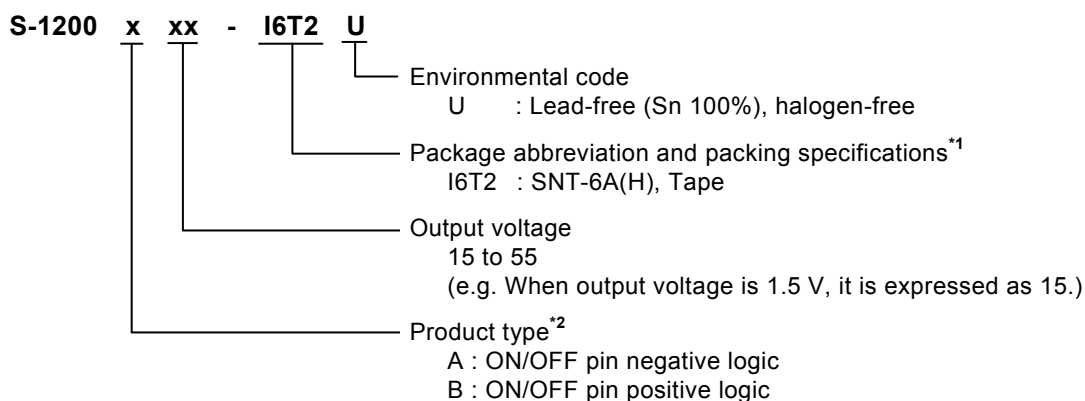 S-1200 x xx - I6T2 U
Environmental code
U : Lead-free (Sn 100%), halogen-free
Package abbreviation and packing specifications*1
I6T2 : SNT-6A(H), Tape
Output voltage
15 to 55
(e.g. When output voltage is 1.5 V, it is expressed as 15.)
Product type*2
A : ON/OFF pin negative logic
B : ON/OFF pin positive logic